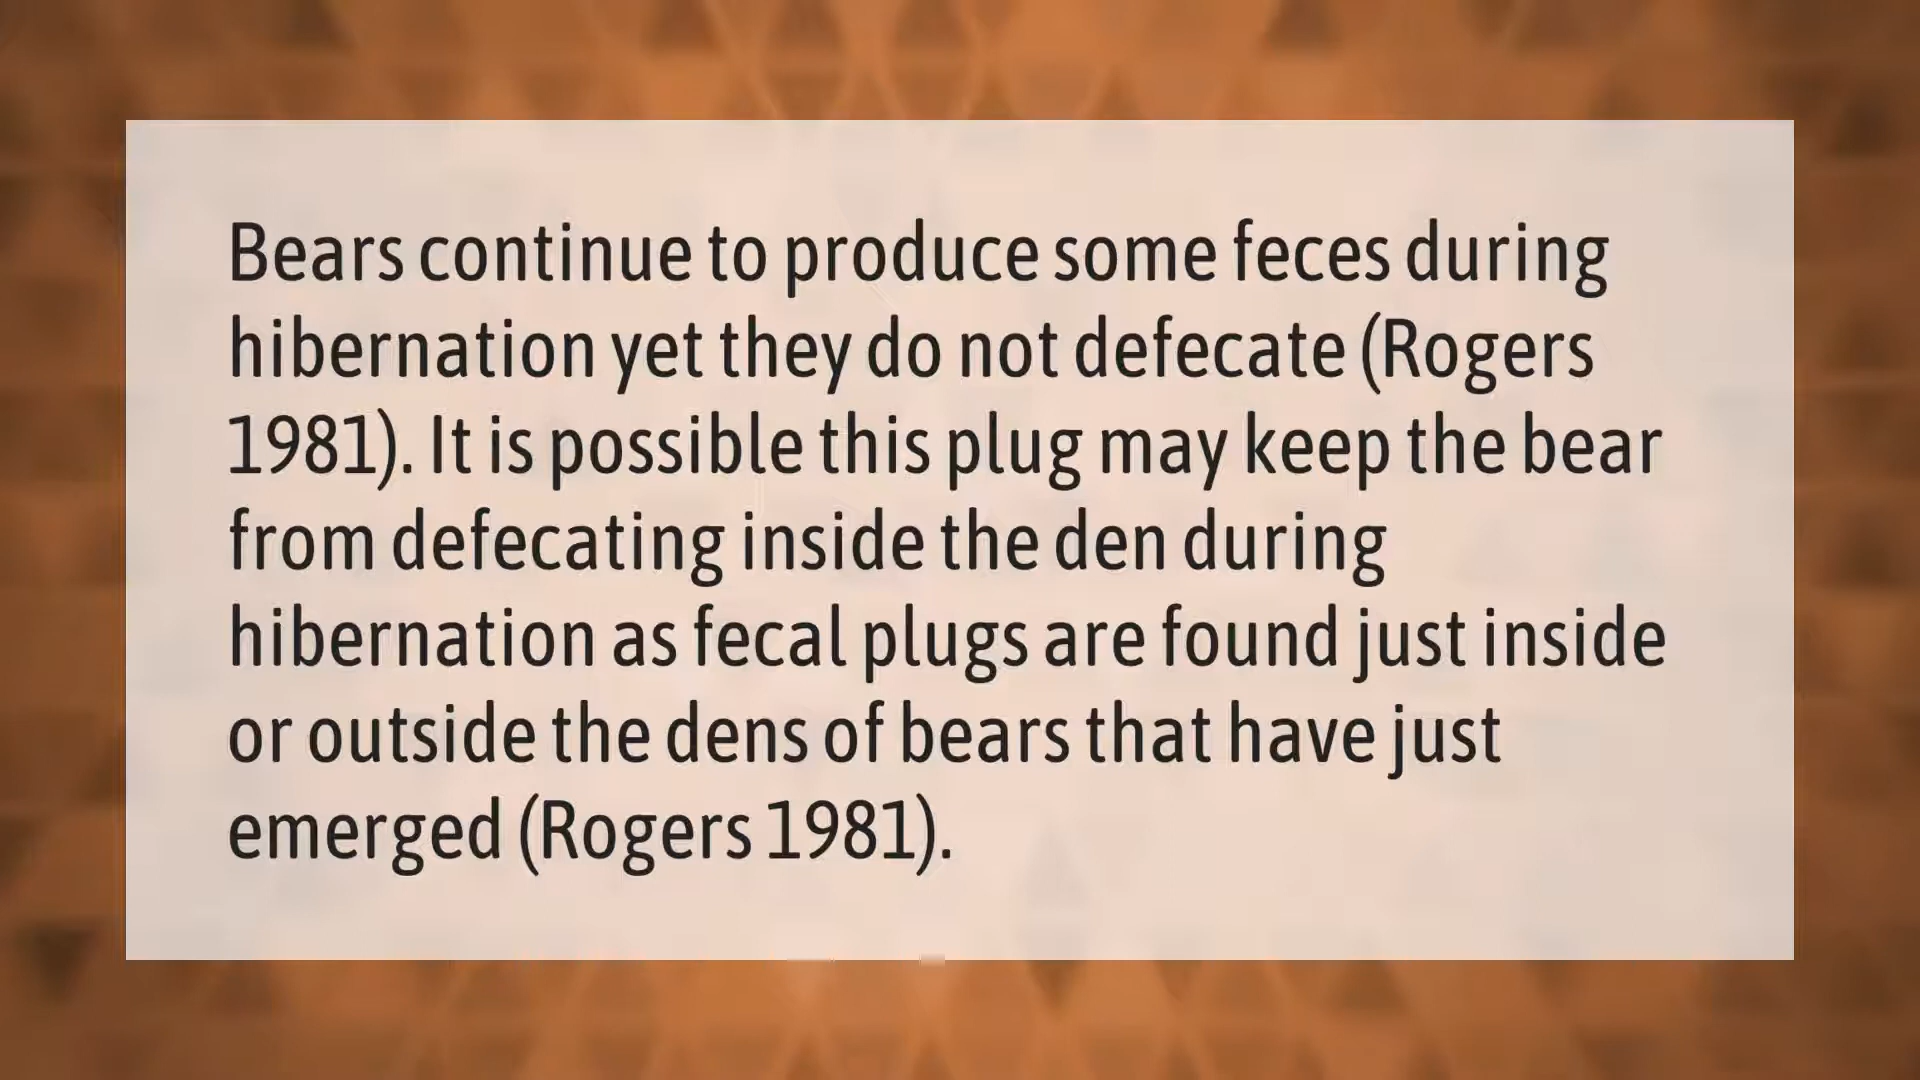 Bears continue to produce some feces during
hibernation yet they do not defecate (Rogers
1981). It is possible this plug may keep the bear
from defecating inside the den during
hibernation as fecal plugs are found just inside
or outside the dens of bears that have just
emerged (Rogers 1981).